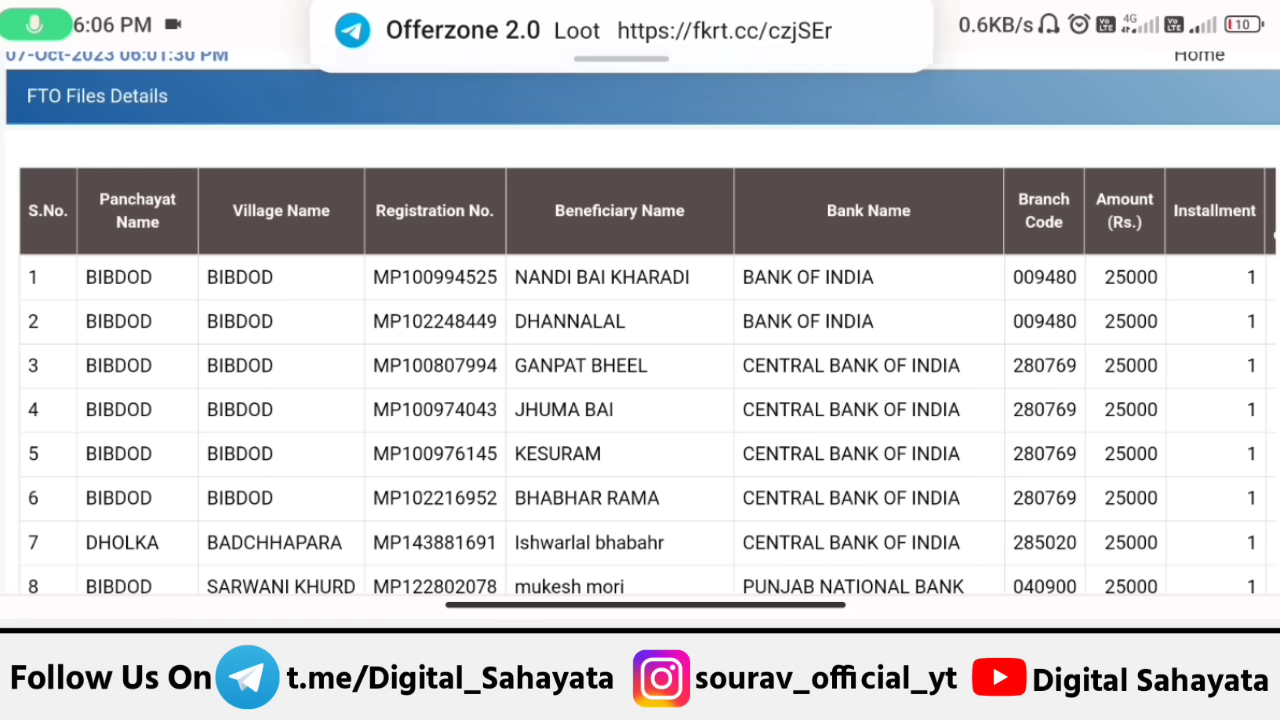 6:06 PM
Offerzone 2.0 Loot https://fkrt.cc/czjSEr
0.6KB/s Vo LTE 4G Vo LTE 10
07-Oct-2023 06:01:30 PM
Home
FTO Files Details
S.No. Panchayat Name Village Name Registration No. Beneficiary Name Bank Name Branch Code Amount (Rs.) Installment
1 BIBDOD BIBDOD MP100994525 NANDI BAI KHARADI BANK OF INDIA 009480 25000 1
2 BIBDOD BIBDOD MP102248449 DHANNALAL BANK OF INDIA 009480 25000 1
3 BIBDOD BIBDOD MP100807994 GANPAT BHEEL CENTRAL BANK OF INDIA 280769 25000 1
4 BIBDOD BIBDOD MP100974043 JHUMA BAI CENTRAL BANK OF INDIA 280769 25000 1
5 BIBDOD BIBDOD MP100976145 KESURAM CENTRAL BANK OF INDIA 280769 25000 1
6 BIBDOD BIBDOD MP102216952 BHABHAR RAMA CENTRAL BANK OF INDIA 280769 25000 1
7 DHOLKA BADCHHAPARA MP143881691 Ishwarlal bhabahr CENTRAL BANK OF INDIA 285020 25000 1
8 BIBDOD SARWANI KHURD MP122802078 mukesh mori PUNJAB NATIONAL BANK 040900 25000 1
Follow Us On t.me/Digital_Sahayata sourav_official_yt Digital Sahayata